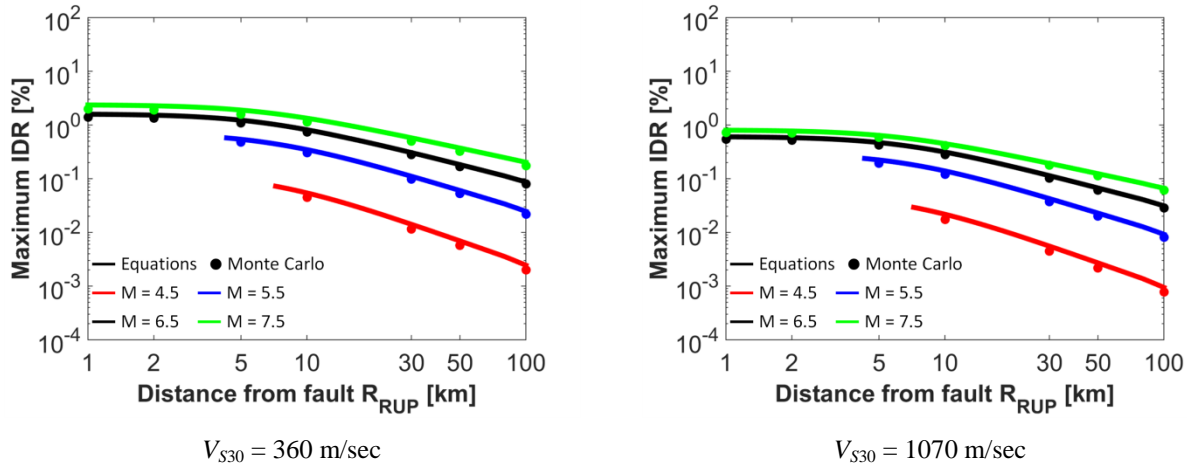 Maximum IDR [%]
10^2
10^1
10^0
10^-1
10^-2
10^-3
10^-4
Equations Monte Carlo
M = 4.5 M = 5.5
M = 6.5 M = 7.5
1 2 5 10 30 50 100
Distance from fault R_RUP [km]
V_S30 = 360 m/sec
Maximum IDR [%]
10^2
10^1
10^0
10^-1
10^-2
10^-3
10^-4
Equations Monte Carlo
M = 4.5 M = 5.5
M = 6.5 M = 7.5
1 2 5 10 30 50 100
Distance from fault R_RUP [km]
V_S30 = 1070 m/sec